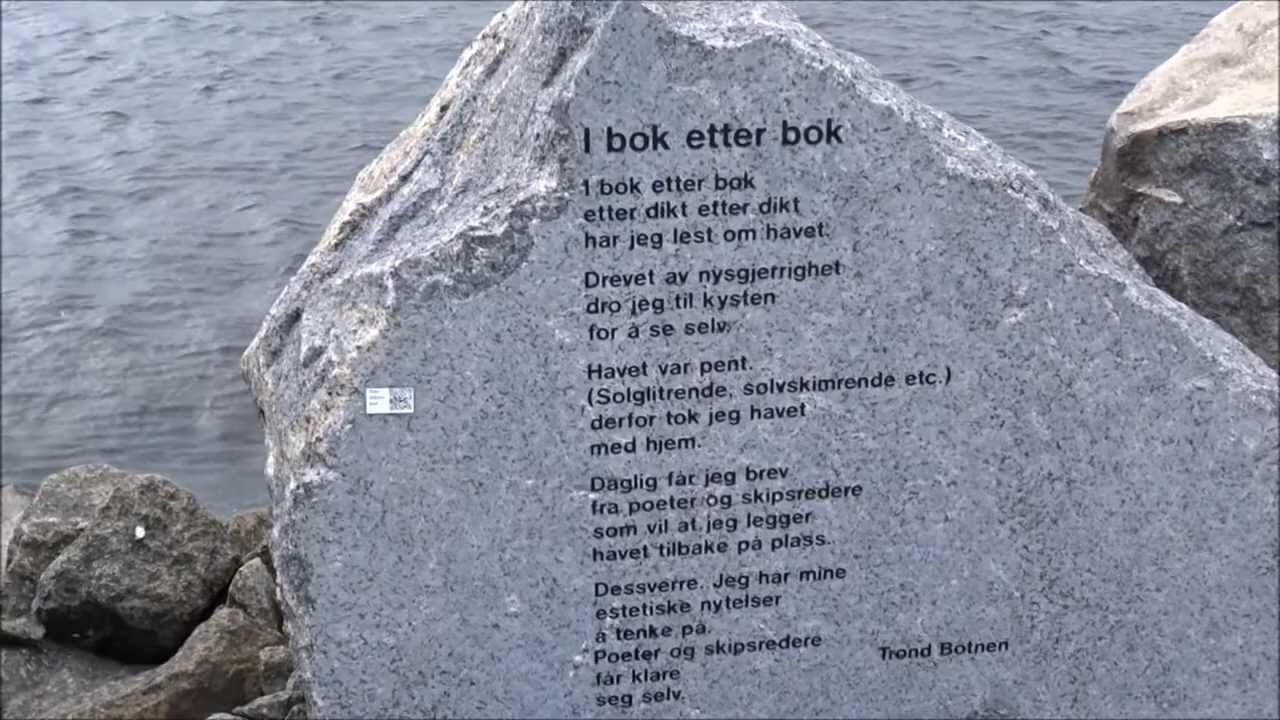 I bok etter bok
I bok etter bok
etter dikt etter dikt
har jeg lest om havet.
Drevet av nysgjerrighet
dro jeg til kysten
for å se selv.
Havet var pent.
(Solglitrende, sølvskimrende etc.)
derfor tok jeg havet
med hjem.
Daglig får jeg brev
fra poeter og skipsredere
som vil at jeg legger
havet tilbake på plass.
Dessverre. Jeg har mine
estetiske nytelser
å tenke på.
Poeter og skipsredere
får klare
seg selv.
Trond Botnen